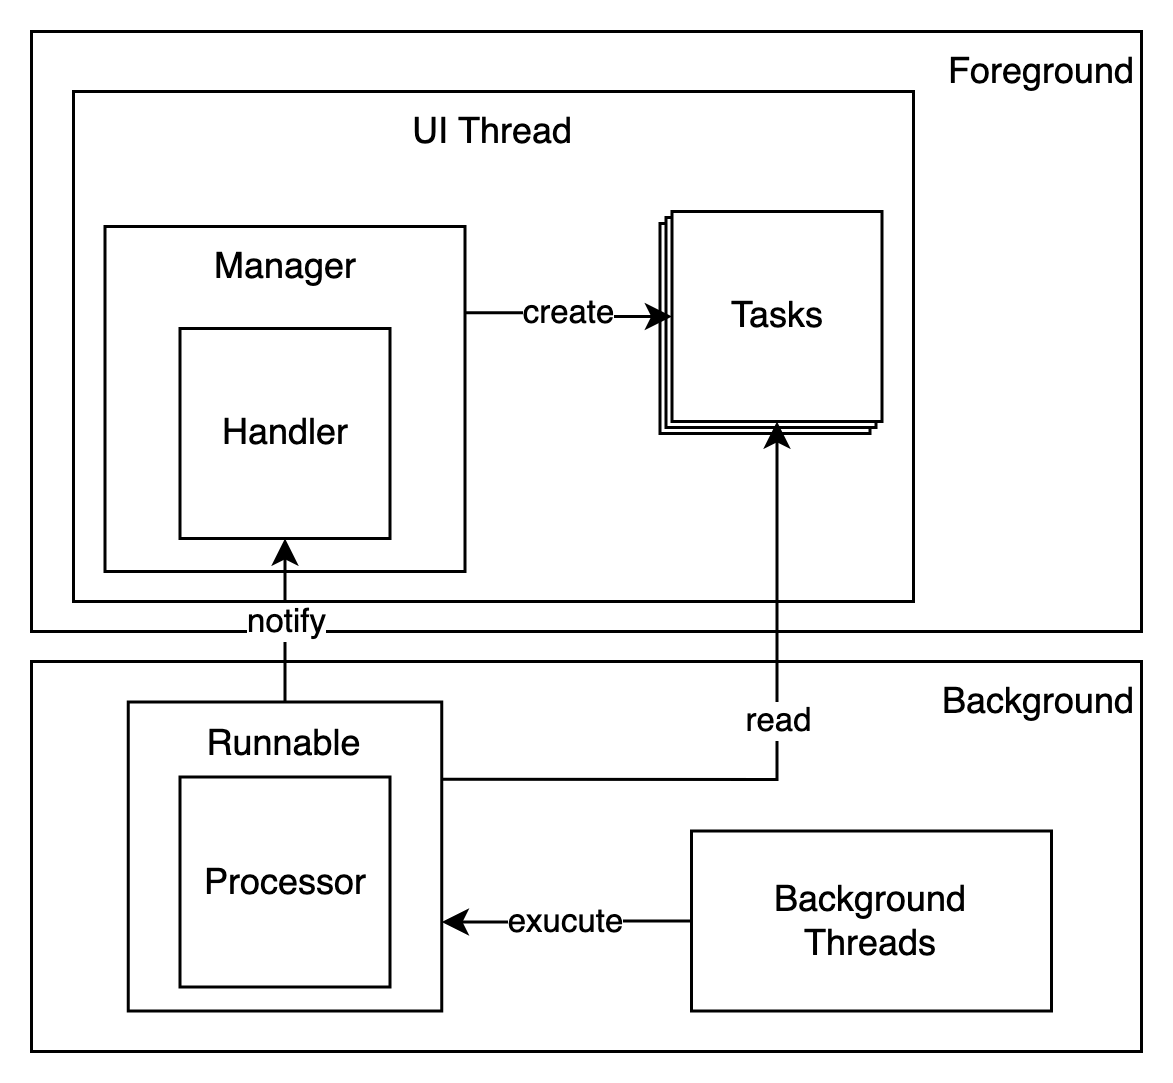 Foreground
UI Thread
Manager
create
Tasks
Handler
notify
Background
read
Runnable
Processor
exucute
Background
Threads